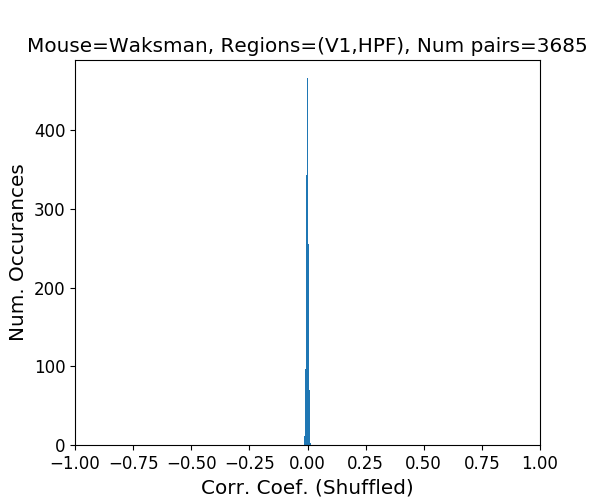 Mouse=Waksman, Regions=(V1,HPF), Num pairs=3685
Num. Occurances
400
300
200
100
0
−1.00 −0.75 −0.50 −0.25 0.00 0.25 0.50 0.75 1.00
Corr. Coef. (Shuffled)